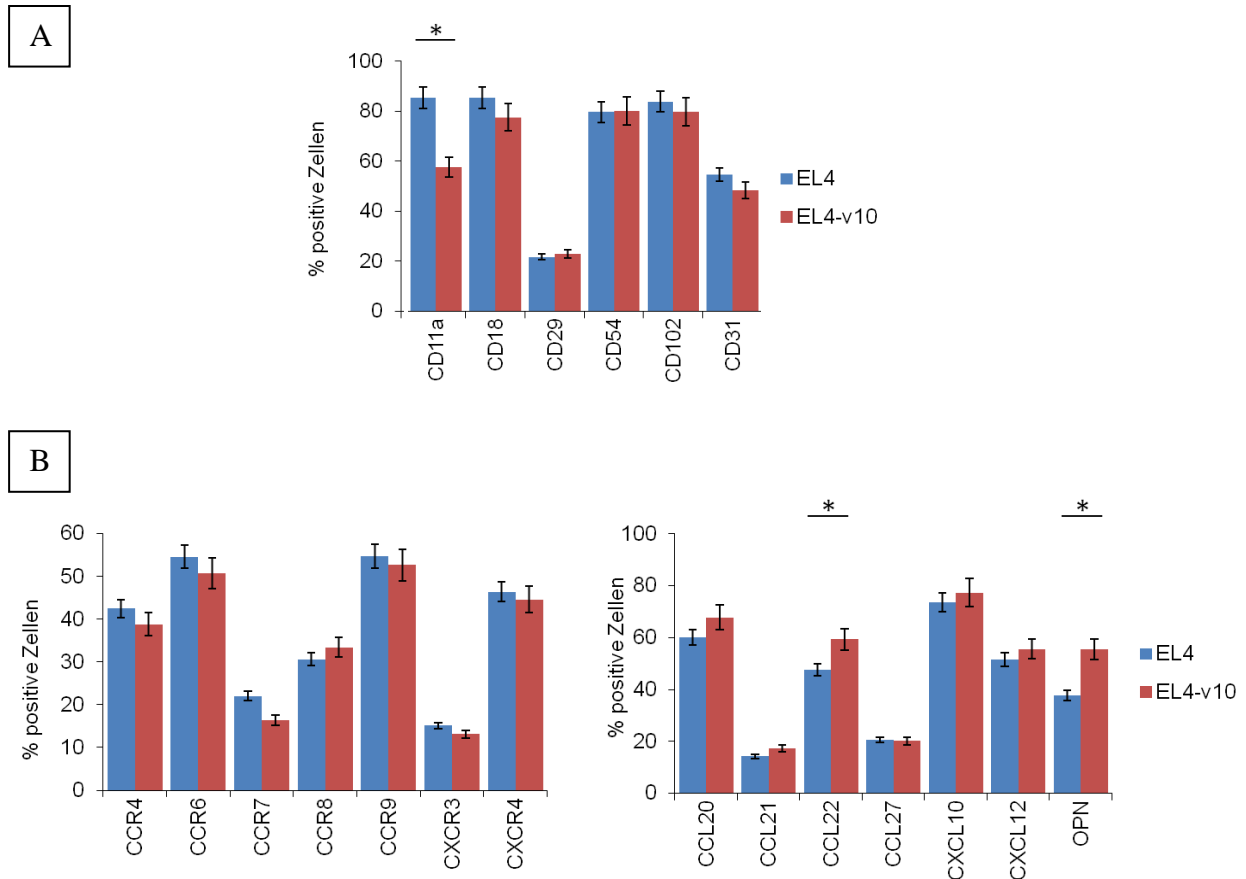 A
*
100
80
60
40
20
0
% positive Zellen
CD11a
CD18
CD29
CD54
CD102
CD31
EL4
EL4-v10
B
60
50
40
30
20
10
0
% positive Zellen
CCR4
CCR6
CCR7
CCR8
CCR9
CXCR3
CXCR4
*
*
100
80
60
40
20
0
% positive Zellen
CCL20
CCL21
CCL22
CCL27
CXCL10
CXCL12
OPN
EL4
EL4-v10